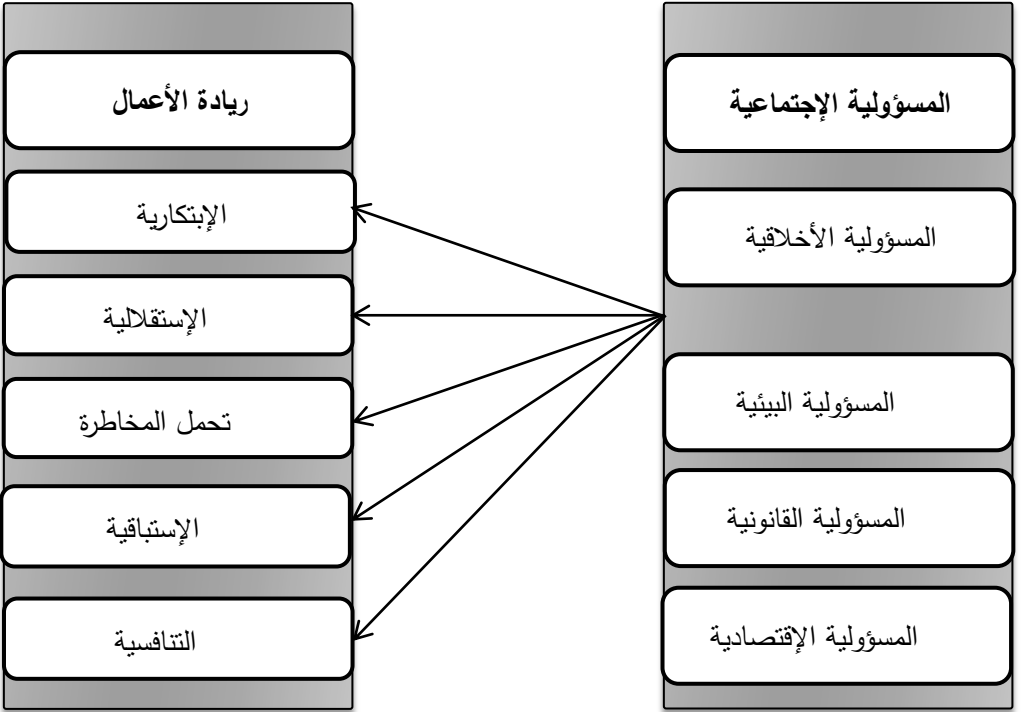 المسؤولية الإجتماعية
المسؤولية الأخلاقية
المسؤولية البيئية
المسؤولية القانونية
المسؤولية الإقتصادية
ريادة الأعمال
الإبتكارية
الإستقلالية
تحمل المخاطرة
الإستباقية
التنافسية